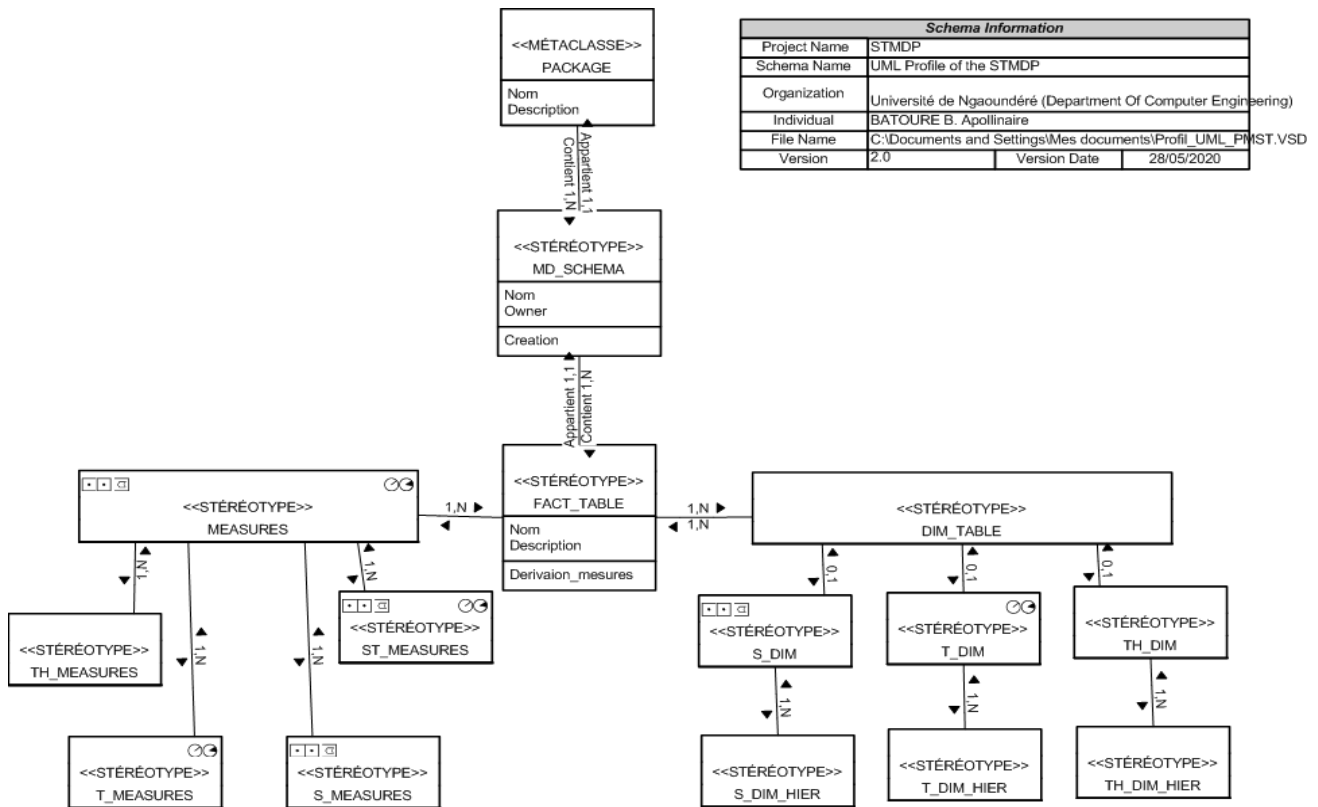 <<MÉTACLASSE>>
PACKAGE
Nom
Description
Schema Information
Project Name STMDP
Schema Name UML Profile of the STMDP
Organization Université de Ngaoundéré (Department Of Computer Engineering)
Individual BATOURE B. Apollinaire
File Name C:\Documents and Settings\Mes documents\Profil_UML_PMST.VSD
Version 2.0 Version Date 28/05/2020
Appartient 1,1
Contient 1,N
<<STÉRÉOTYPE>>
MD_SCHEMA
Nom
Owner
Creation
Appartient 1,1
Contient 1,N
<<STÉRÉOTYPE>>
MEASURES
1,N
<<STÉRÉOTYPE>>
FACT_TABLE
Nom
Description
Derivaion_mesures
1,N
1,N
<<STÉRÉOTYPE>>
DIM_TABLE
1,N
1,N
1,N
1,N
0,1
0,1
0,1
<<STÉRÉOTYPE>>
TH_MEASURES
<<STÉRÉOTYPE>>
ST_MEASURES
<<STÉRÉOTYPE>>
S_DIM
<<STÉRÉOTYPE>>
T_DIM
<<STÉRÉOTYPE>>
TH_DIM
1,N
1,N
1,N
<<STÉRÉOTYPE>>
T_MEASURES
<<STÉRÉOTYPE>>
S_MEASURES
<<STÉRÉOTYPE>>
S_DIM_HIER
<<STÉRÉOTYPE>>
T_DIM_HIER
<<STÉRÉOTYPE>>
TH_DIM_HIER